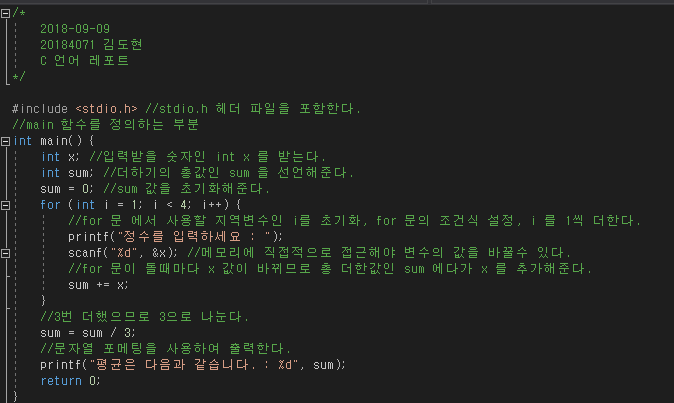 /*
2018-09-09
20184071 김도현
C 언어 레포트
*/
#include <stdio.h> //stdio.h 헤더 파일을 포함한다.
//main 함수를 정의하는 부분
int main() {
int x; //입력받을 숫자인 int x 를 받는다.
int sum; //더하기의 총값인 sum 을 선언해준다.
sum = 0; //sum 값을 초기화해준다.
for (int i = 1; i < 4; i++) {
//for 문 에서 사용할 지역변수인 i를 초기화, for 문의 조건식 설정, i 를 1씩 더한다.
printf("정수를 입력하세요 : ");
scanf("%d", &x); //메모리에 직접적으로 접근해야 변수의 값을 바꿀수 있다.
//for 문이 돌때마다 x 값이 바뀌므로 총 더한값인 sum 에다가 x 를 추가해준다.
sum += x;
}
//3번 더했으므로 3으로 나눈다.
sum = sum / 3;
//문자열 포메팅을 사용하여 출력한다.
printf("평균은 다음과 같습니다. : %d", sum);
return 0;
}